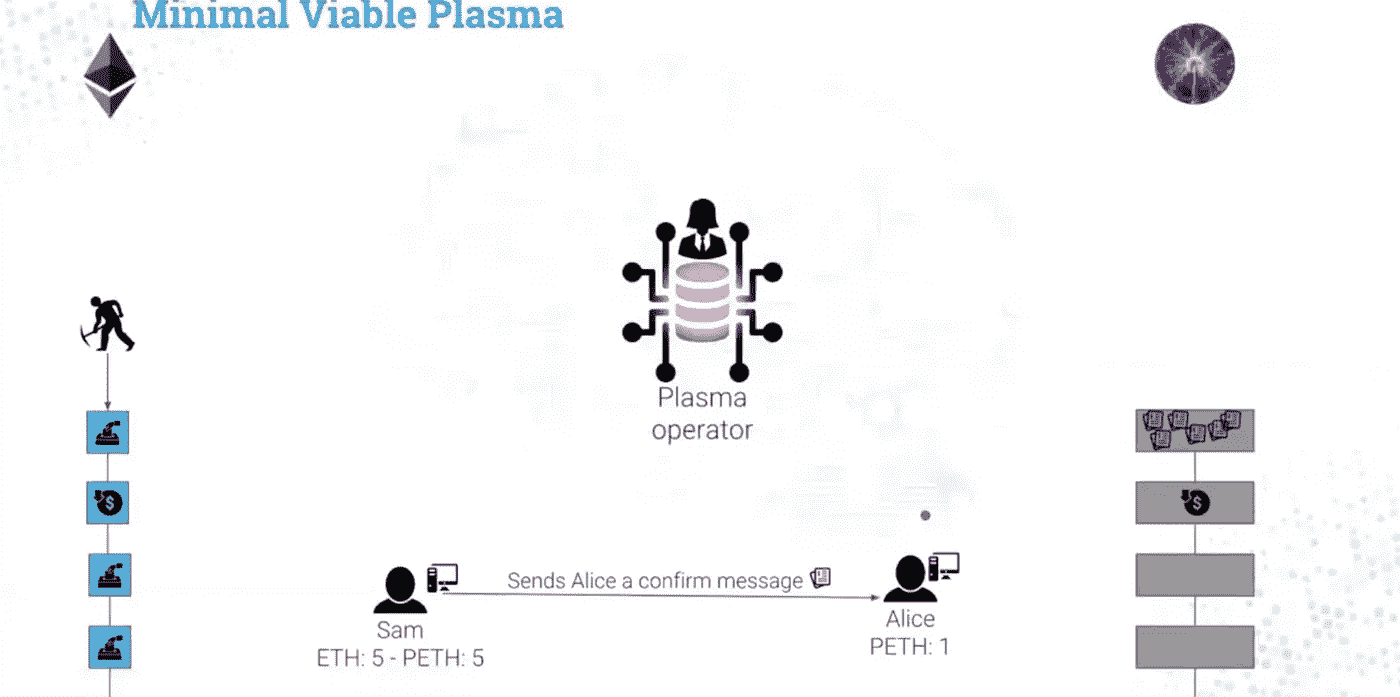 Minimal Viable Plasma
Plasma
operator
Sends Alice a confirm message
Sam
ETH: 5 - PETH: 5
Alice
PETH: 1